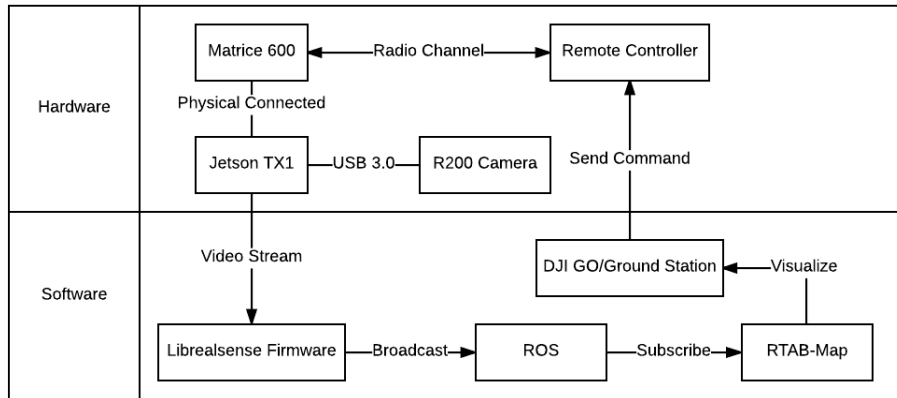 Matrice 600
Radio Channel
Remote Controller
Hardware
Physical Connected
Jetson TX1
USB 3.0
R200 Camera
Send Command
Software
Video Stream
DJI GO/Ground Station
Visualize
Librealsense Firmware
Broadcast
ROS
Subscribe
RTAB-Map